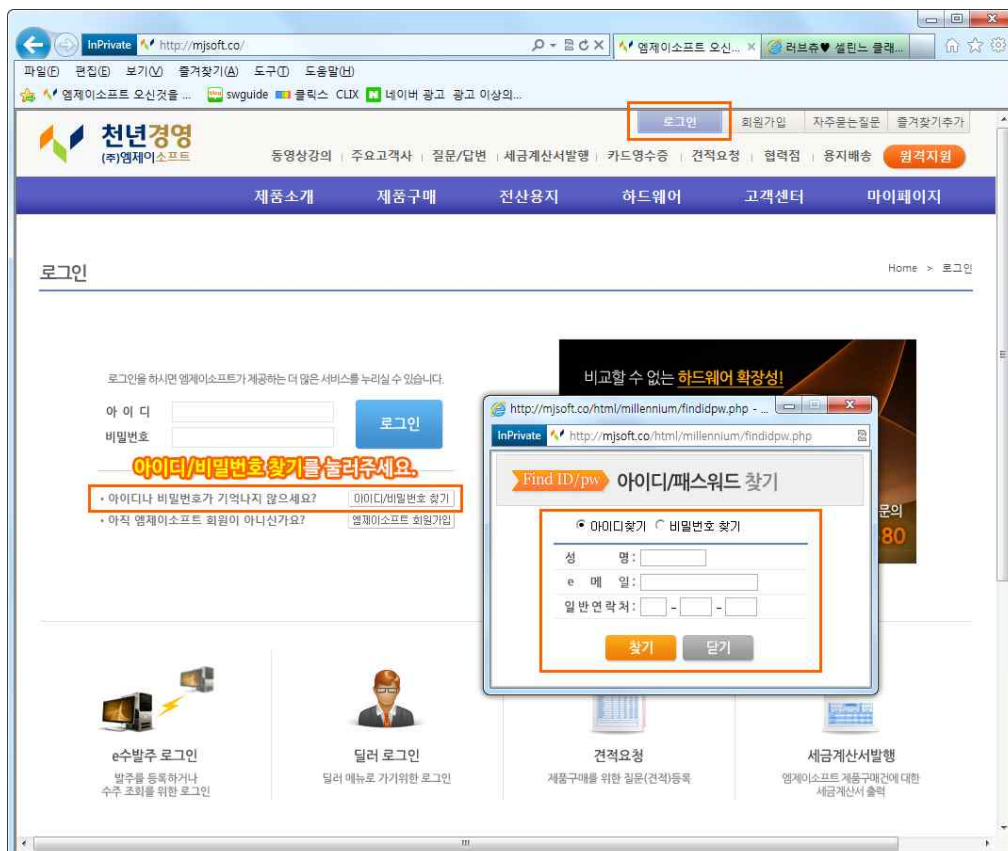 InPrivate http://mjsoft.co/
엠제이소프트 오신...
러브츄♥ 셀린느 클래...
파일(F) 편집(E) 보기(V) 즐겨찾기(A) 도구(T) 도움말(H)
엠제이소프트 오신것을 ... swguide 클릭스 CLIX 네이버 광고 광고 이상의...
로그인 회원가입 자주묻는질문 즐겨찾기추가
천년경영
(주)엠제이소프트
동영상강의 주요고객사 질문/답변 세금계산서발행 카드영수증 견적요청 협력점 용지배송 원격지원
제품소개 제품구매 전산용지 하드웨어 고객센터 마이페이지
로그인
Home > 로그인
로그인을 하시면 엠제이소프트가 제공하는 더 많은 서비스를 누리실 수 있습니다.
아 이 디
비밀번호
로그인
아이디/비밀번호 찾기를 눌러주세요.
• 아이디나 비밀번호가 기억나지 않으세요? 아이디/비밀번호 찾기
• 아직 엠제이소프트 회원이 아니신가요? 엠제이소프트 회원가입
비교할 수 없는 하드웨어 확장성!
문의
80
http://mjsoft.co/html/millennium/findidpw.php - ...
InPrivate http://mjsoft.co/html/millennium/findidpw.php
Find ID/pw 아이디/패스워드 찾기
아이디찾기 비밀번호 찾기
성 명:
e 메 일:
일반연락처: - -
찾기 닫기
e수발주 로그인
발주를 등록하거나
수주 조회를 위한 로그인
딜러 로그인
딜러 메뉴로 가기위한 로그인
견적요청
제품구매를 위한 질문(견적)등록
세금계산서발행
엠제이소프트 제품구매건에 대한
세금계산서 출력